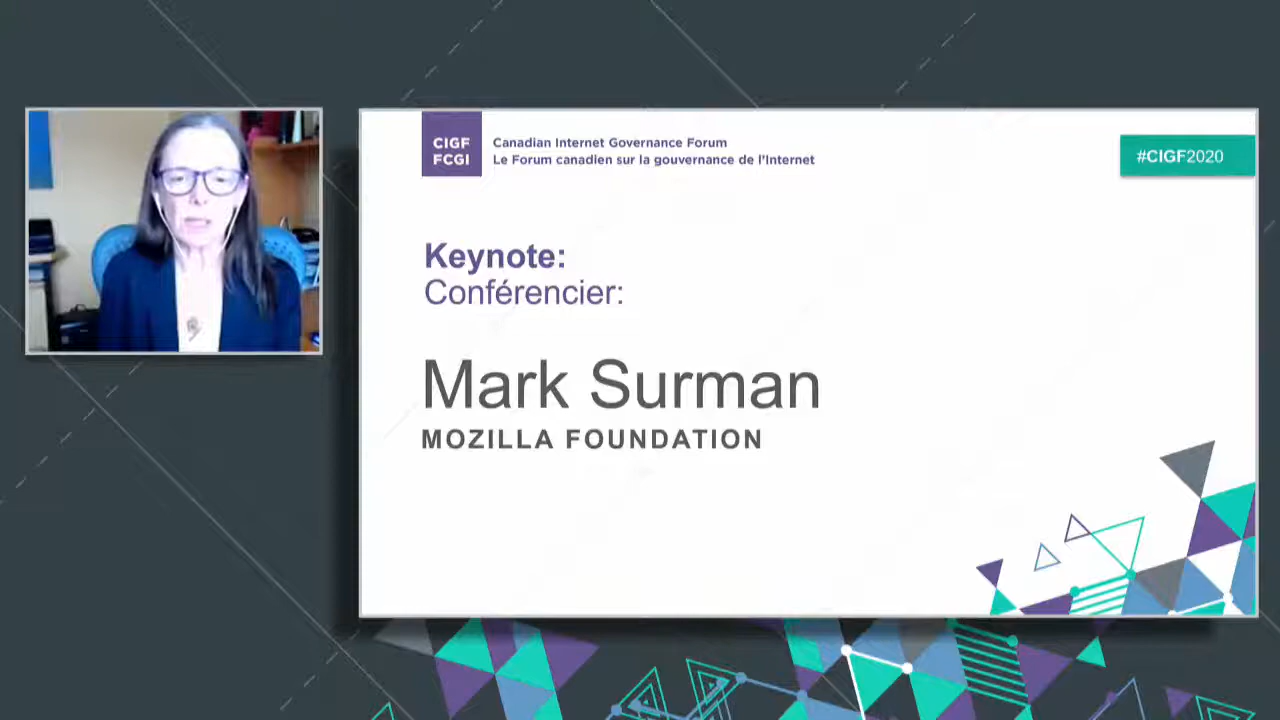 CIGF
FCGI
Canadian Internet Governance Forum
Le Forum canadien sur la gouvernance de l'Internet
#CIGF2020
Keynote:
Conférencier:
Mark Surman
MOZILLA FOUNDATION